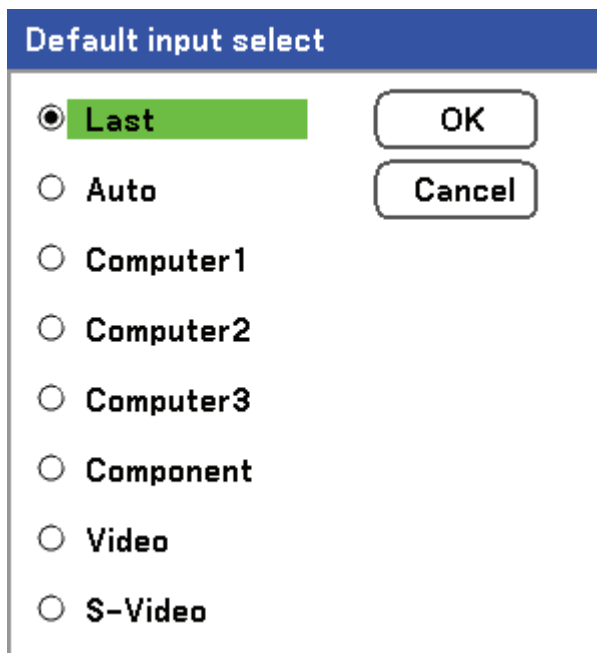 Default input select
Last
OK
Auto
Cancel
Computer1
Computer2
Computer3
Component
Video
S-Video